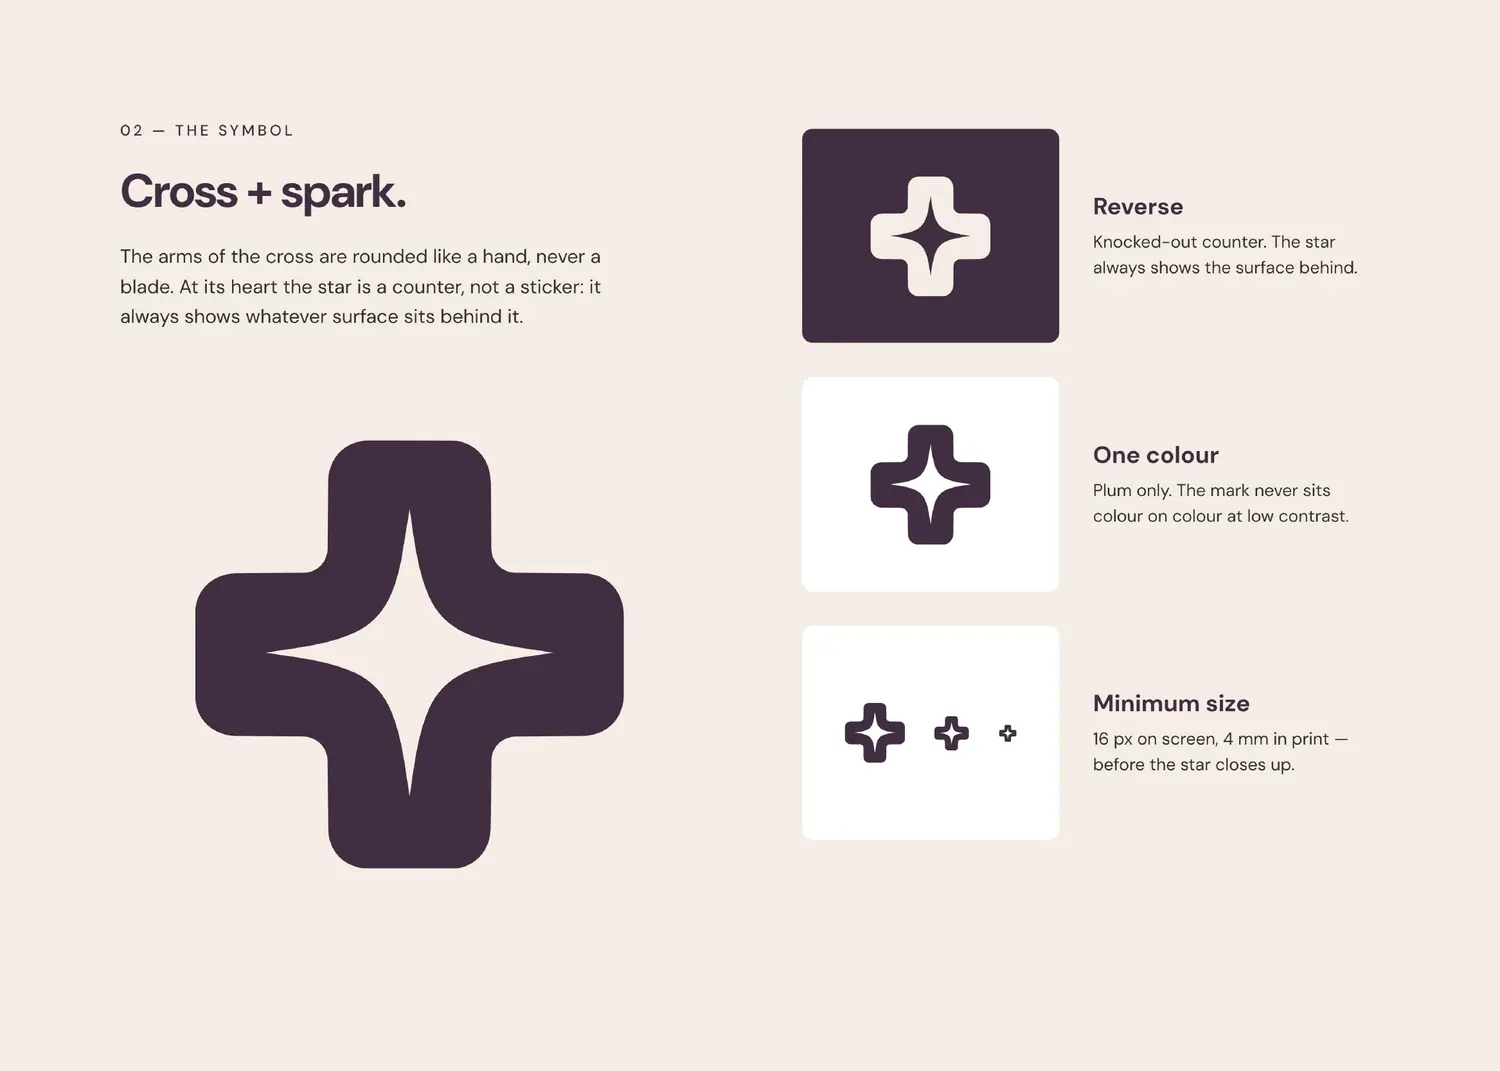 02 — THE SYMBOL
Cross + spark.
The arms of the cross are rounded like a hand, never a
blade. At its heart the star is a counter, not a sticker: it
always shows whatever surface sits behind it.
Reverse
Knocked-out counter. The star
always shows the surface behind.
One colour
Plum only. The mark never sits
colour on colour at low contrast.
Minimum size
16 px on screen, 4 mm in print —
before the star closes up.